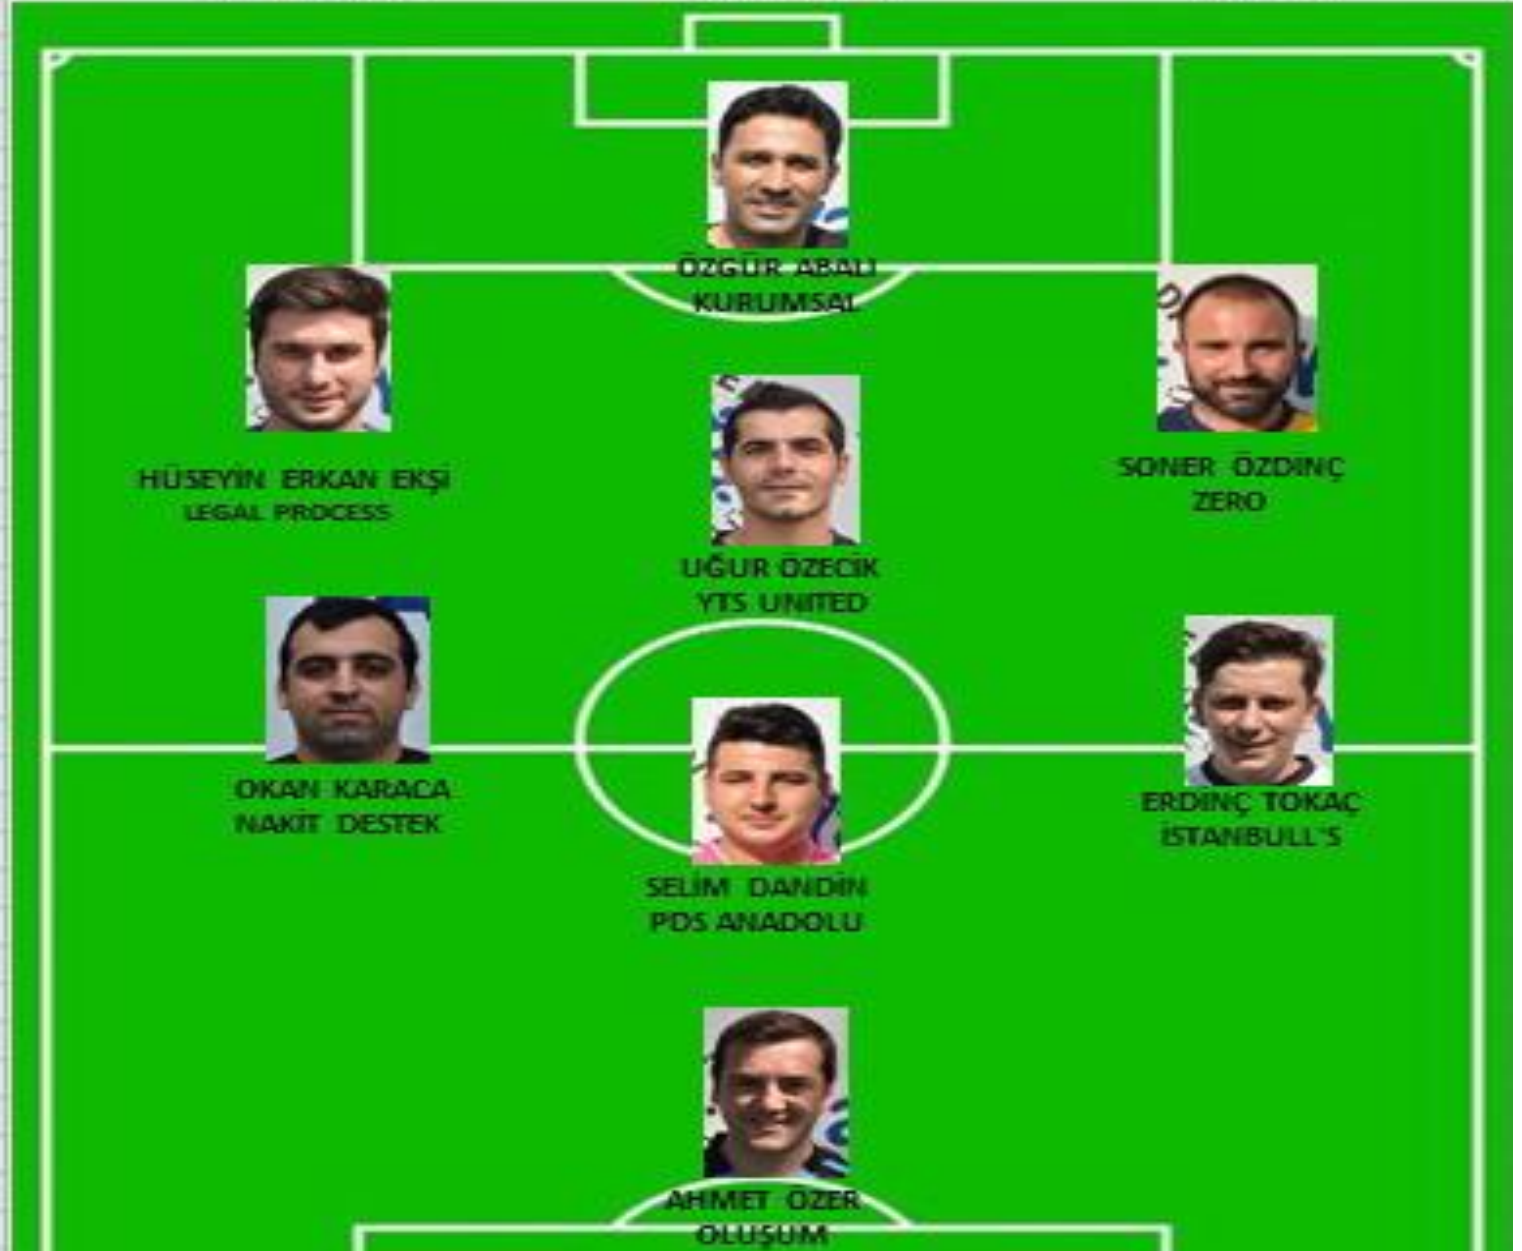 ÖZGÜR ABALI
KURUMSAL
HÜSEYİN ERKAN EKŞİ
LEGAL PROCESS
SONER ÖZDİNÇ
ZERO
UĞUR ÖZECİK
YTS UNITED
OKAN KARACA
NAKİT DESTEK
ERDİNÇ TOKAÇ
İSTANBULL'S
SELİM DANDİN
PDS ANADOLU
AHMET ÖZER
OLUŞUM